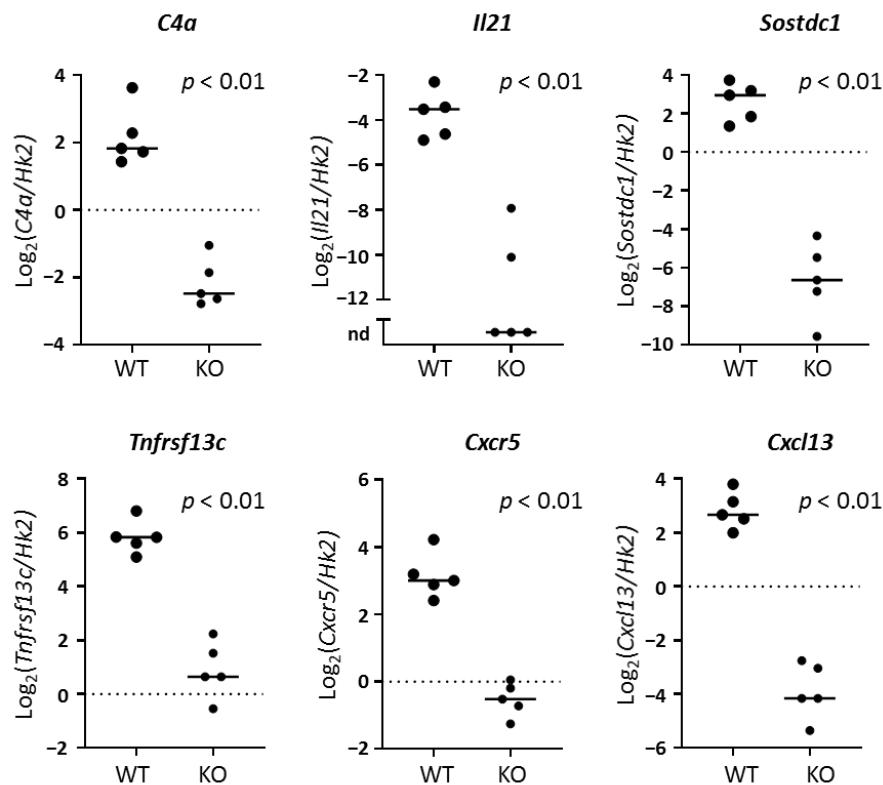 C4a
p < 0.01
Log₂(C4a/Hk2)
4
2
0
−2
−4
WT
KO
Il21
p < 0.01
Log₂(Il21/Hk2)
−2
−4
−6
−8
−10
−12
nd
WT
KO
Sostdc1
p < 0.01
Log₂(Sostdc1/Hk2)
4
2
0
−2
−4
−6
−8
−10
WT
KO
Tnfrsf13c
p < 0.01
Log₂(Tnfrsf13c/Hk2)
8
6
4
2
0
−2
WT
KO
Cxcr5
p < 0.01
Log₂(Cxcr5/Hk2)
6
4
2
0
−2
WT
KO
Cxcl13
p < 0.01
Log₂(Cxcl13/Hk2)
4
2
0
−2
−4
−6
WT
KO